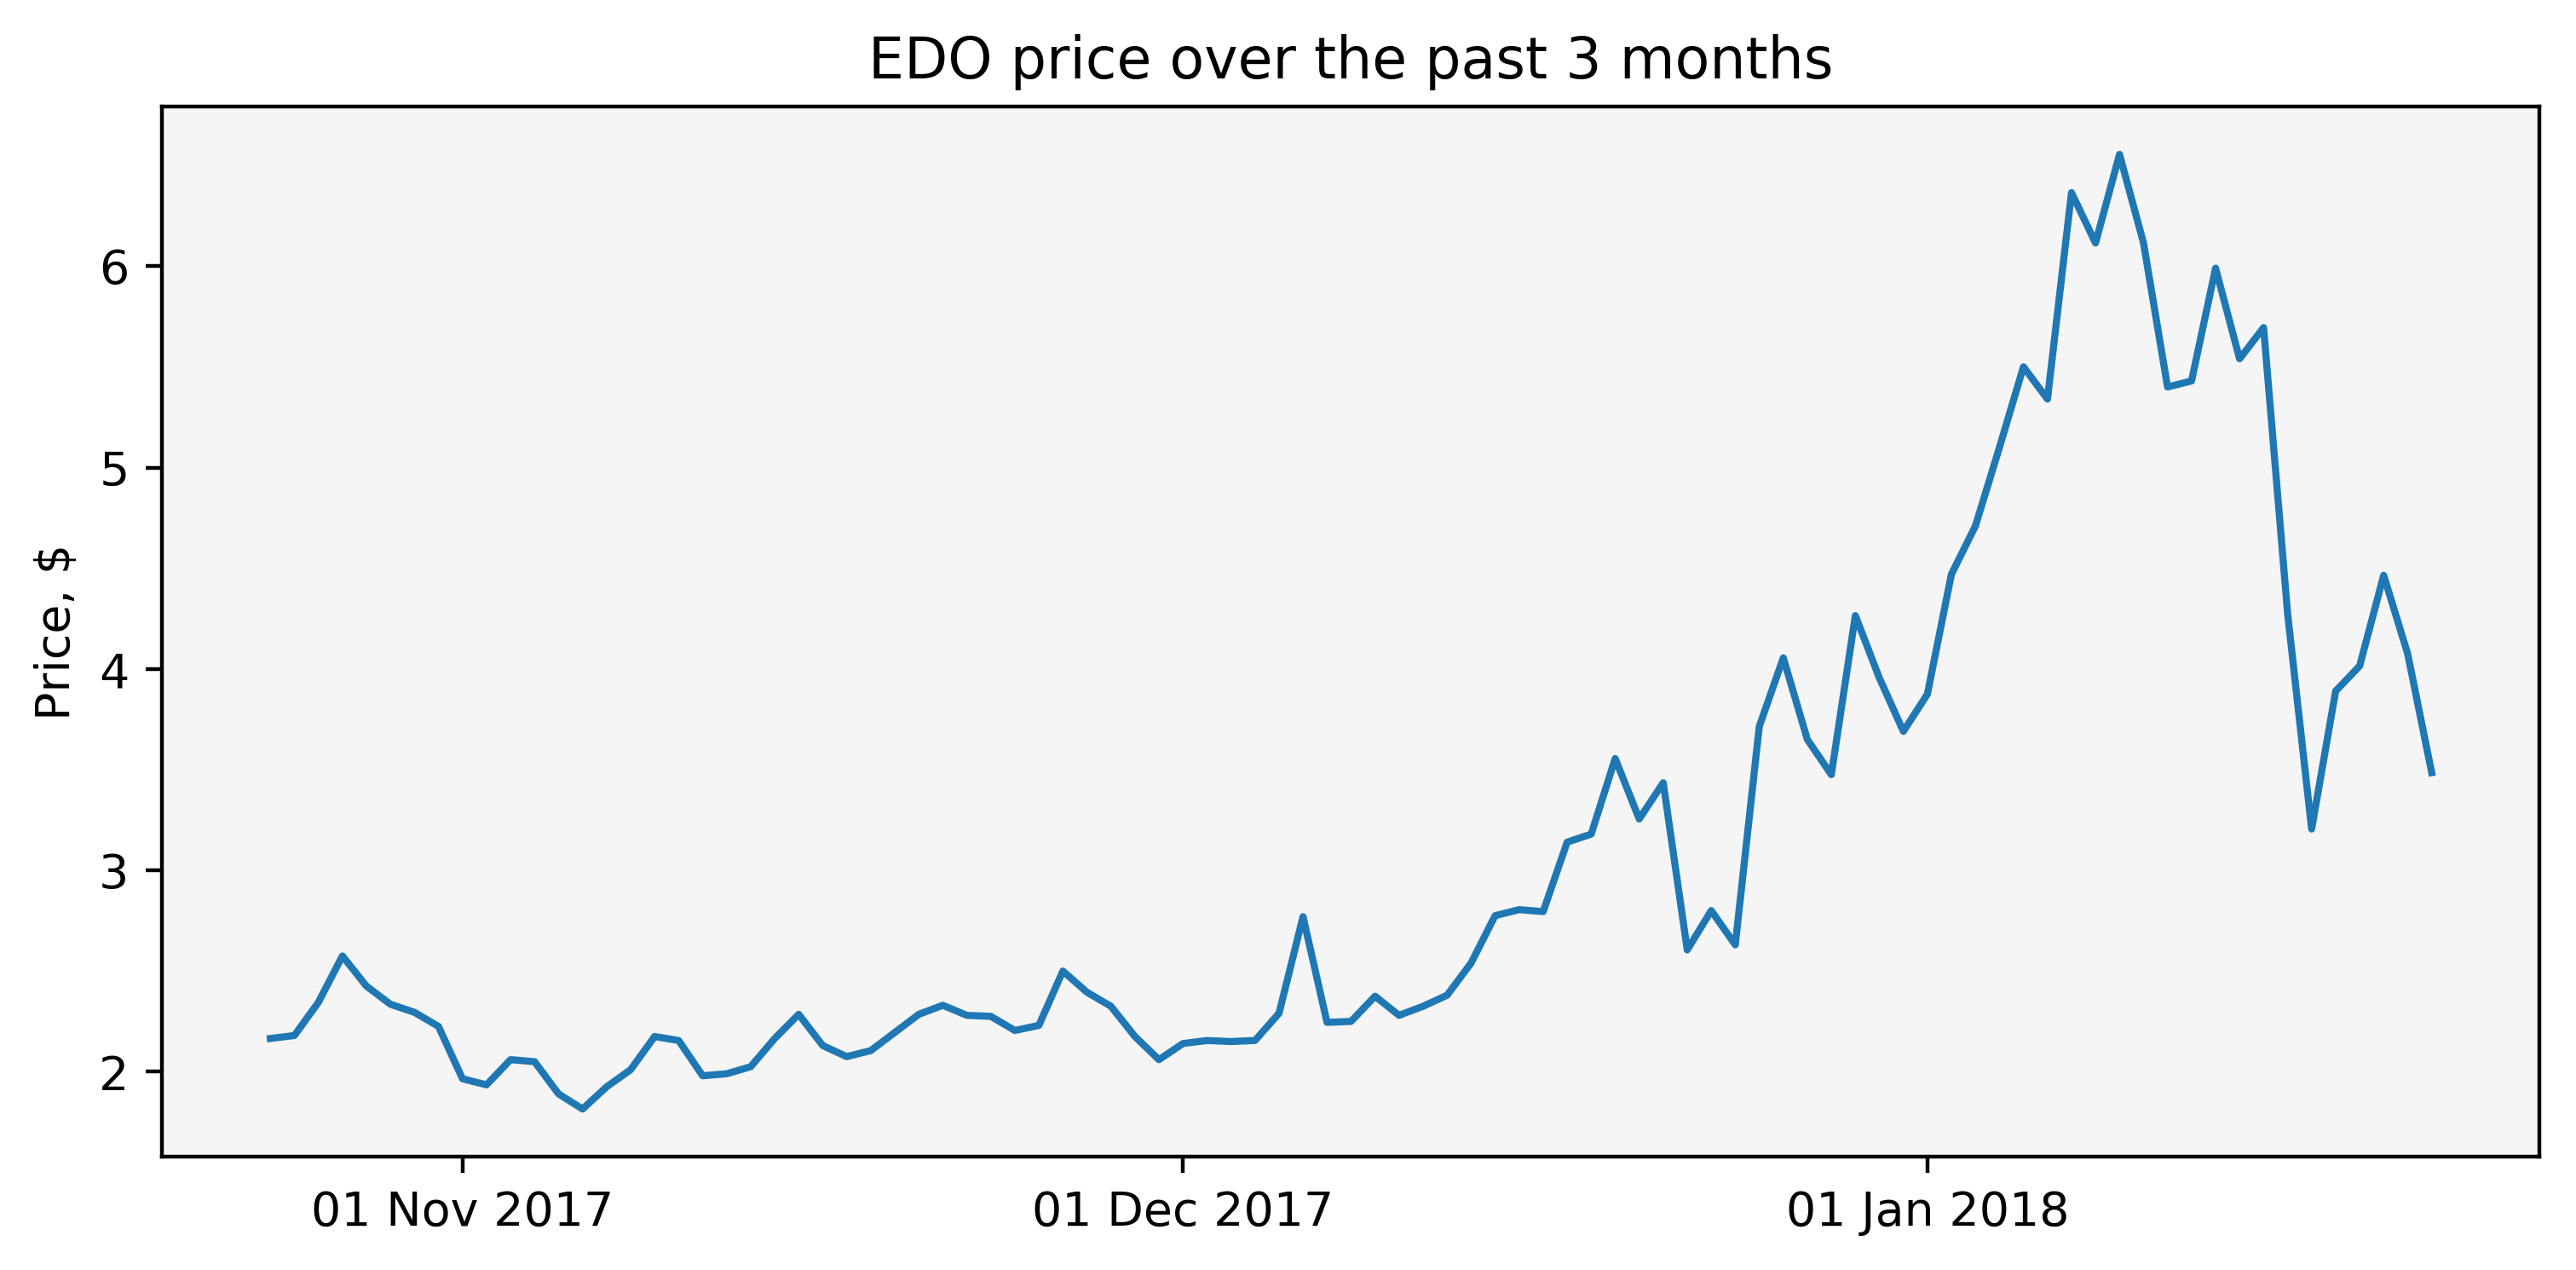 EDO price over the past 3 months
Price, $
6
5
4
3
2
01 Nov 2017
01 Dec 2017
01 Jan 2018